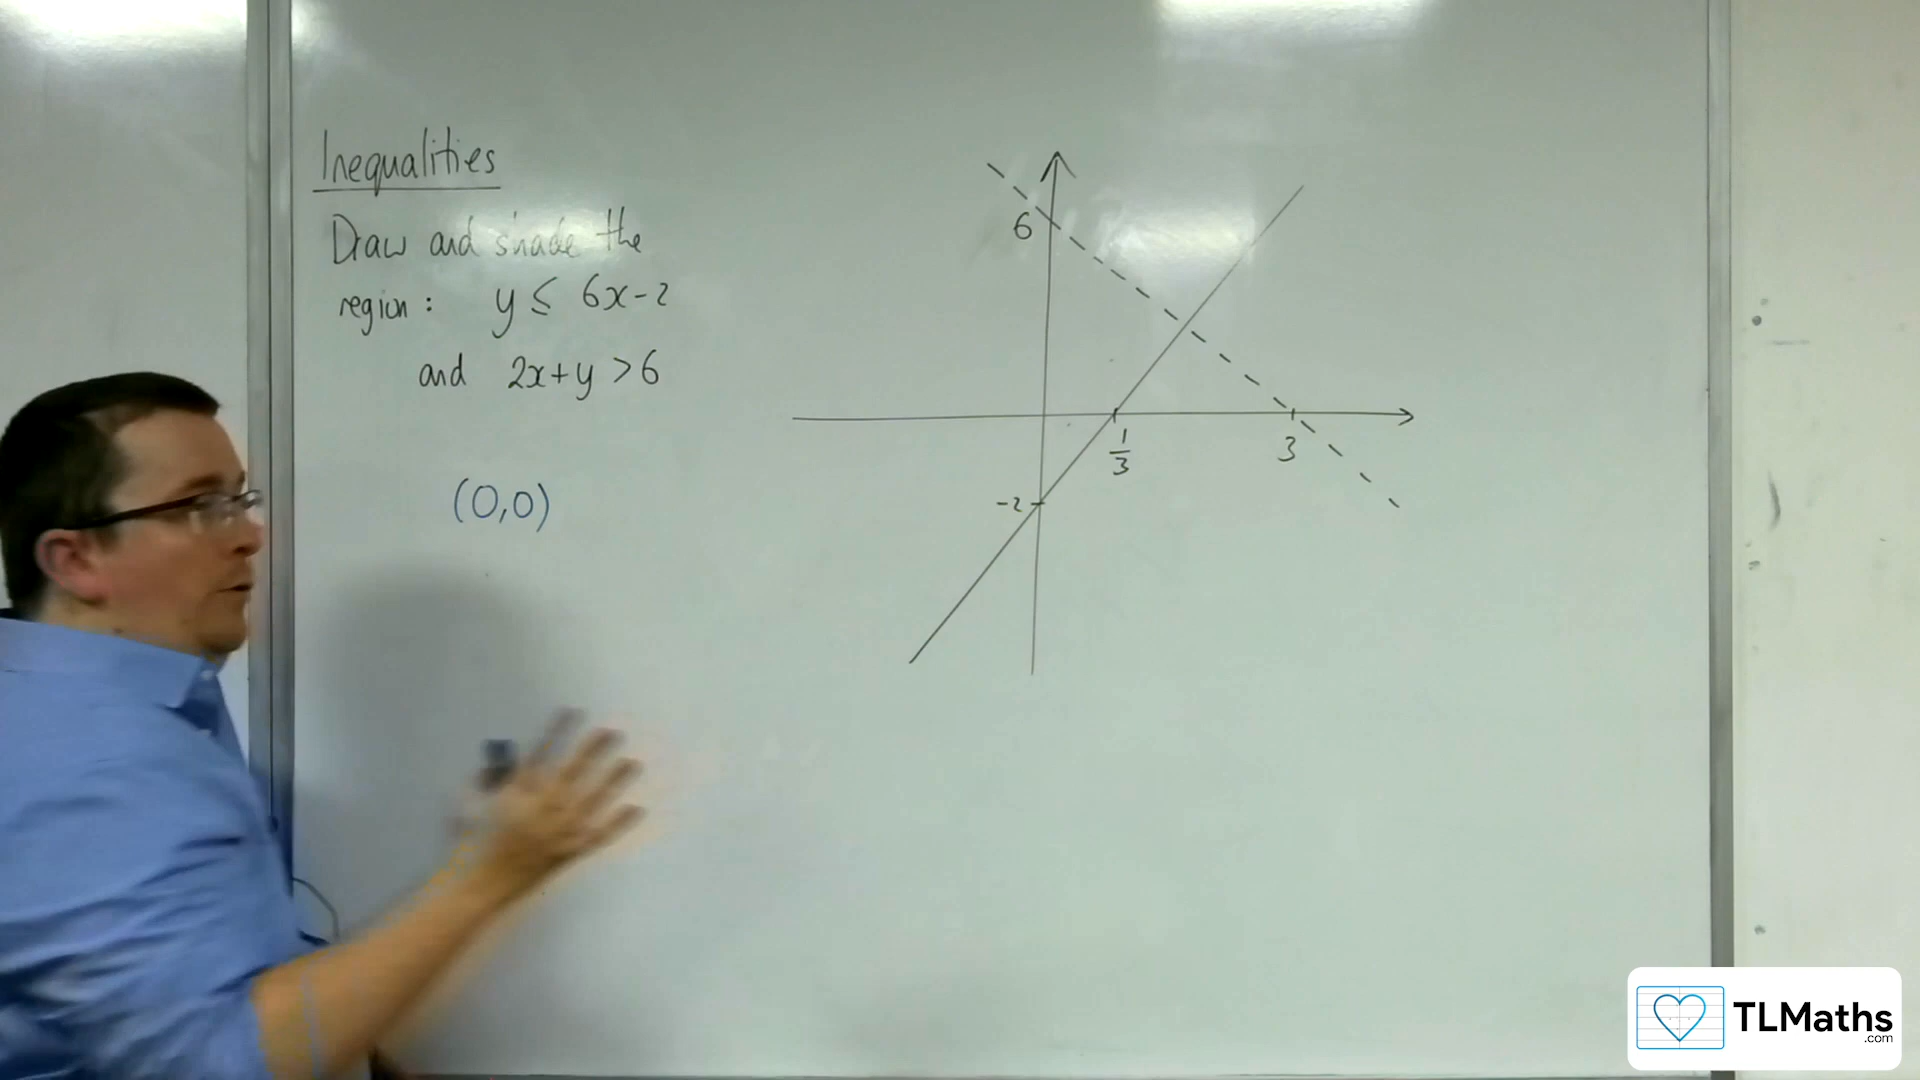 Inequalities
Draw and shade the
region : y ≤ 6x-2
and 2x+y >6
(0,0)
6
1/3
3
-2
TLMaths
.com